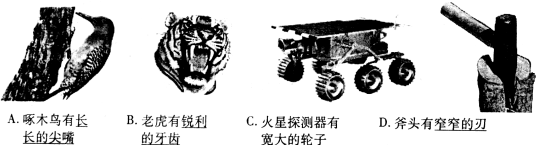 A. 啄木鸟有长
长的尖嘴
B. 老虎有锐利
的牙齿
C. 火星探测器有
宽大的轮子
D. 斧头有窄窄的刃